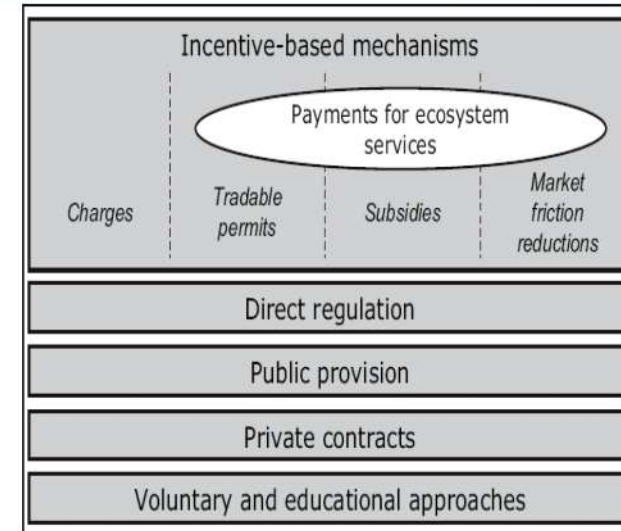 Incentive-based mechanisms
Payments for ecosystem
services
Charges
Tradable
permits
Subsidies
Market
friction
reductions
Direct regulation
Public provision
Private contracts
Voluntary and educational approaches